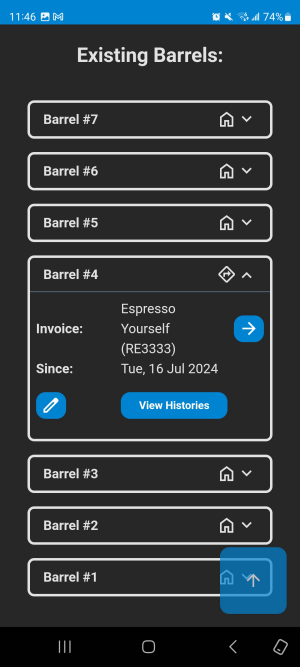 11:46 74%
Existing Barrels:
Barrel #7
Barrel #6
Barrel #5
Barrel #4
Espresso
Invoice: Yourself
(RE3333)
Since: Tue, 16 Jul 2024
View Histories
Barrel #3
Barrel #2
Barrel #1